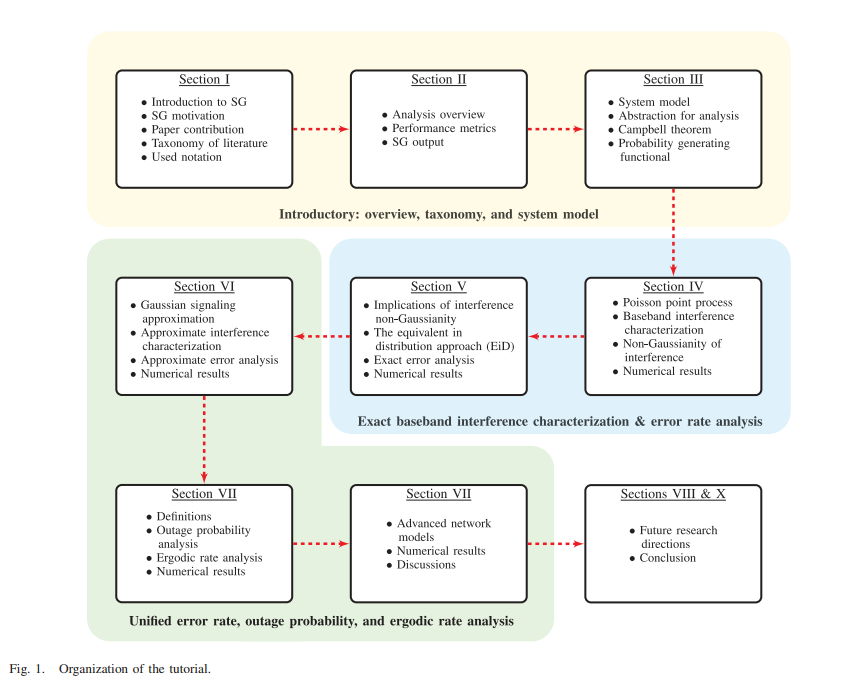 Section I
• Introduction to SG
• SG motivation
• Paper contribution
• Taxonomy of literature
• Used notation
Section II
• Analysis overview
• Performance metrics
• SG output
Section III
• System model
• Abstraction for analysis
• Campbell theorem
• Probability generating
functional
Introductory: overview, taxonomy, and system model
Section VI
• Gaussian signaling
approximation
• Approximate interference
characterization
• Approximate error analysis
• Numerical results
Section V
• Implications of interference
non-Gaussianity
• The equivalent in
distribution approach (EiD)
• Exact error analysis
• Numerical results
Section IV
• Poisson point process
• Baseband interference
characterization
• Non-Gaussianity of
interference
• Numerical results
Exact baseband interference characterization & error rate analysis
Section VII
• Definitions
• Outage probability
analysis
• Ergodic rate analysis
• Numerical results
Section VII
• Advanced network
models
• Numerical results
• Discussions
Sections VIII & X
• Future research
directions
• Conclusion
Unified error rate, outage probability, and ergodic rate analysis
Fig. 1. Organization of the tutorial.